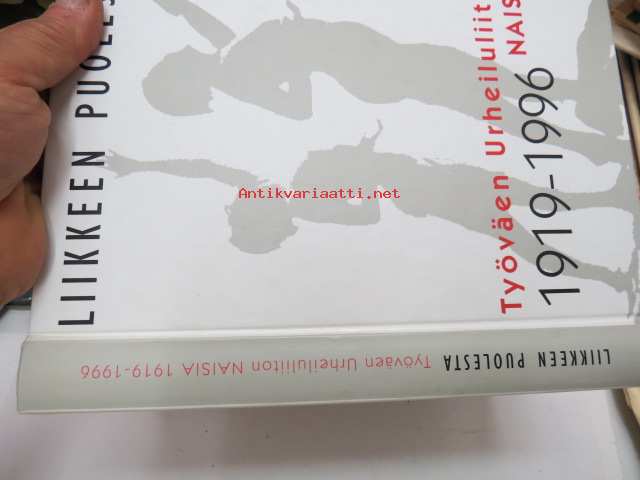 LIIKKEEN PUOLES
Työväen Urheiluliit
NAIS
1919-1996
Antikvariaatti.net
LIIKKEEN PUOLESTA Työväen Urheiluliiton NAISIA 1919-1996